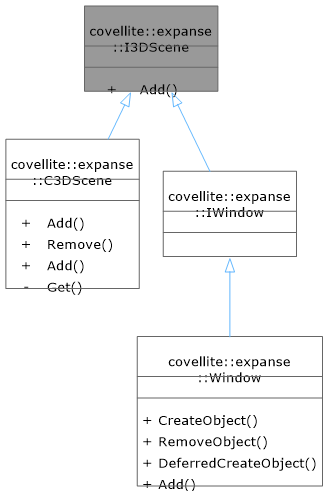 covellite::expanse
::I3DScene
+ Add()
covellite::expanse
::C3DScene
+ Add()
+ Remove()
+ Add()
- Get()
covellite::expanse
::IWindow
covellite::expanse
::Window
+ CreateObject()
+ RemoveObject()
+ DeferredCreateObject()
+ Add()